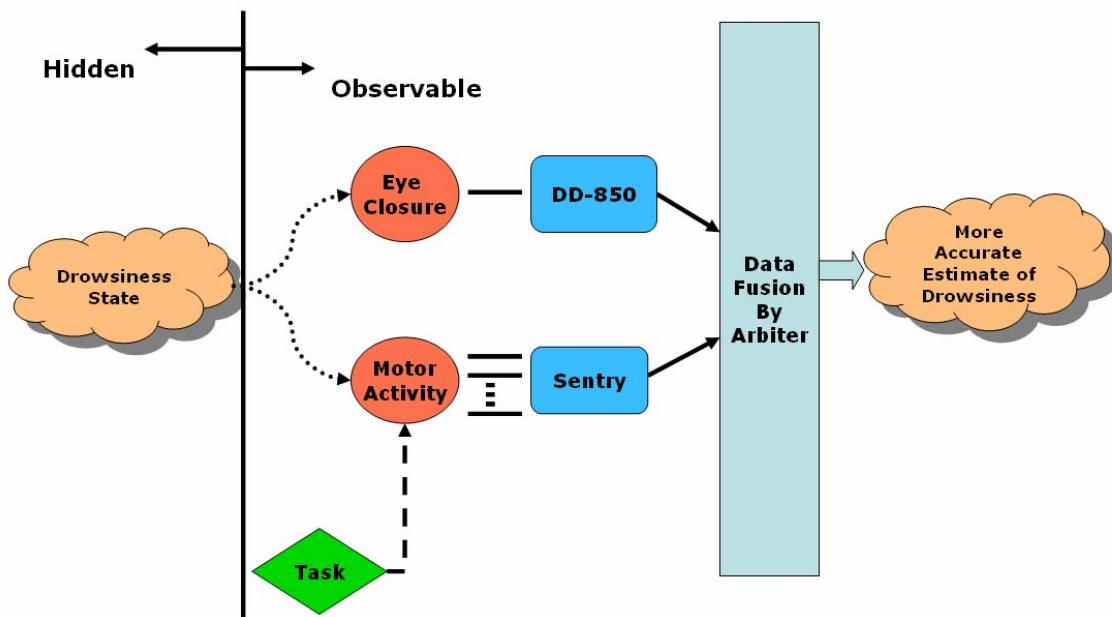 Hidden
Observable
Eye
Closure
DD-850
Drowsiness
State
Motor
Activity
Sentry
Data
Fusion
By
Arbiter
More
Accurate
Estimate of
Drowsiness
Task